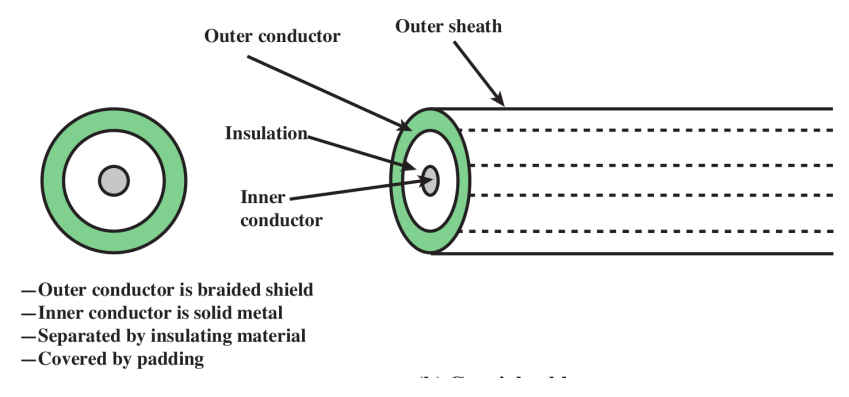 Outer conductor
Outer sheath
Insulation
Inner
conductor
—Outer conductor is braided shield
—Inner conductor is solid metal
—Separated by insulating material
—Covered by padding